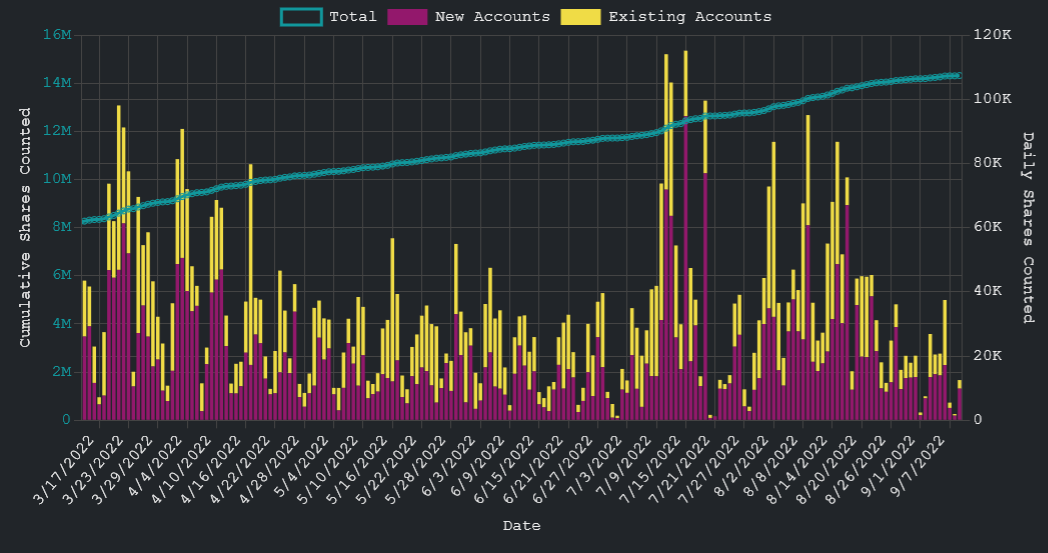 Total New Accounts Existing Accounts
16M
14M
12M
10M
8M
6M
4M
2M
0
Cumulative Shares Counted
120K
100K
80K
60K
40K
20K
0
Daily Shares Counted
3/17/2022
3/23/2022
3/29/2022
4/4/2022
4/10/2022
4/16/2022
4/22/2022
4/28/2022
5/4/2022
5/10/2022
5/16/2022
5/22/2022
5/28/2022
6/3/2022
6/9/2022
6/15/2022
6/21/2022
6/27/2022
7/3/2022
7/9/2022
7/15/2022
7/21/2022
7/27/2022
8/2/2022
8/8/2022
8/14/2022
8/20/2022
8/26/2022
9/1/2022
9/7/2022
Date